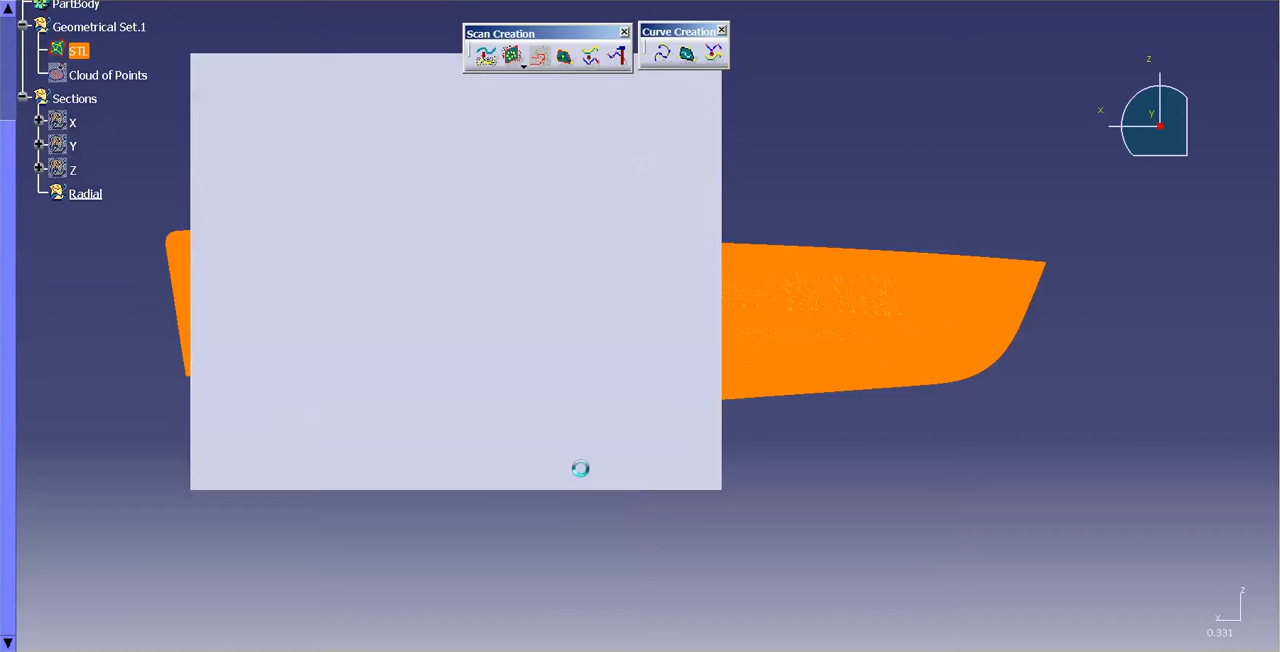 PartBody
Geometrical Set.1
STL
Cloud of Points
Sections
X
Y
Z
Radial
Scan Creation
Curve Creation
z
x
y
z
x
0.331